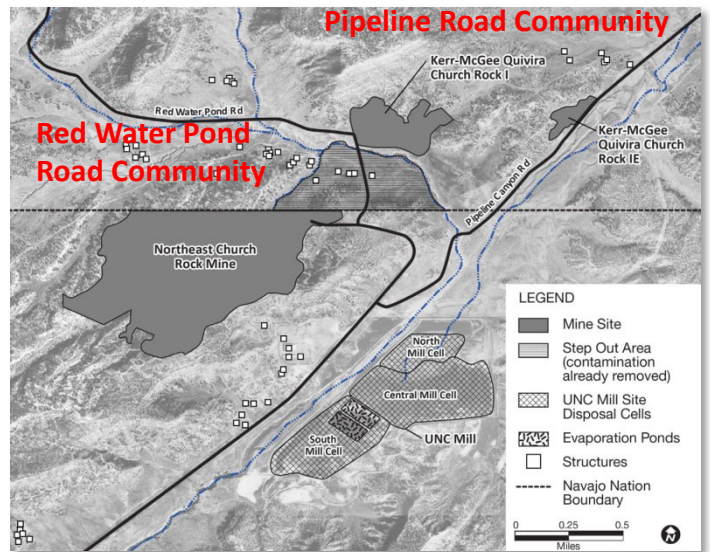 Pipeline Road Community
Kerr-McGee Quivira
Church Rock I
Red Water Pond Rd
Red Water Pond
Road Community
Kerr-McGee
Quivira Church
Rock IE
Pipeline Canyon Rd
Northeast Church
Rock Mine
North
Mill Cell
Central Mill Cell
South
Mill Cell
UNC Mill
LEGEND
Mine Site
Step Out Area
(contamination
already removed)
UNC Mill Site
Disposal Cells
Evaporation Ponds
Structures
Navajo Nation
Boundary
0 0.25 0.5
Miles
N